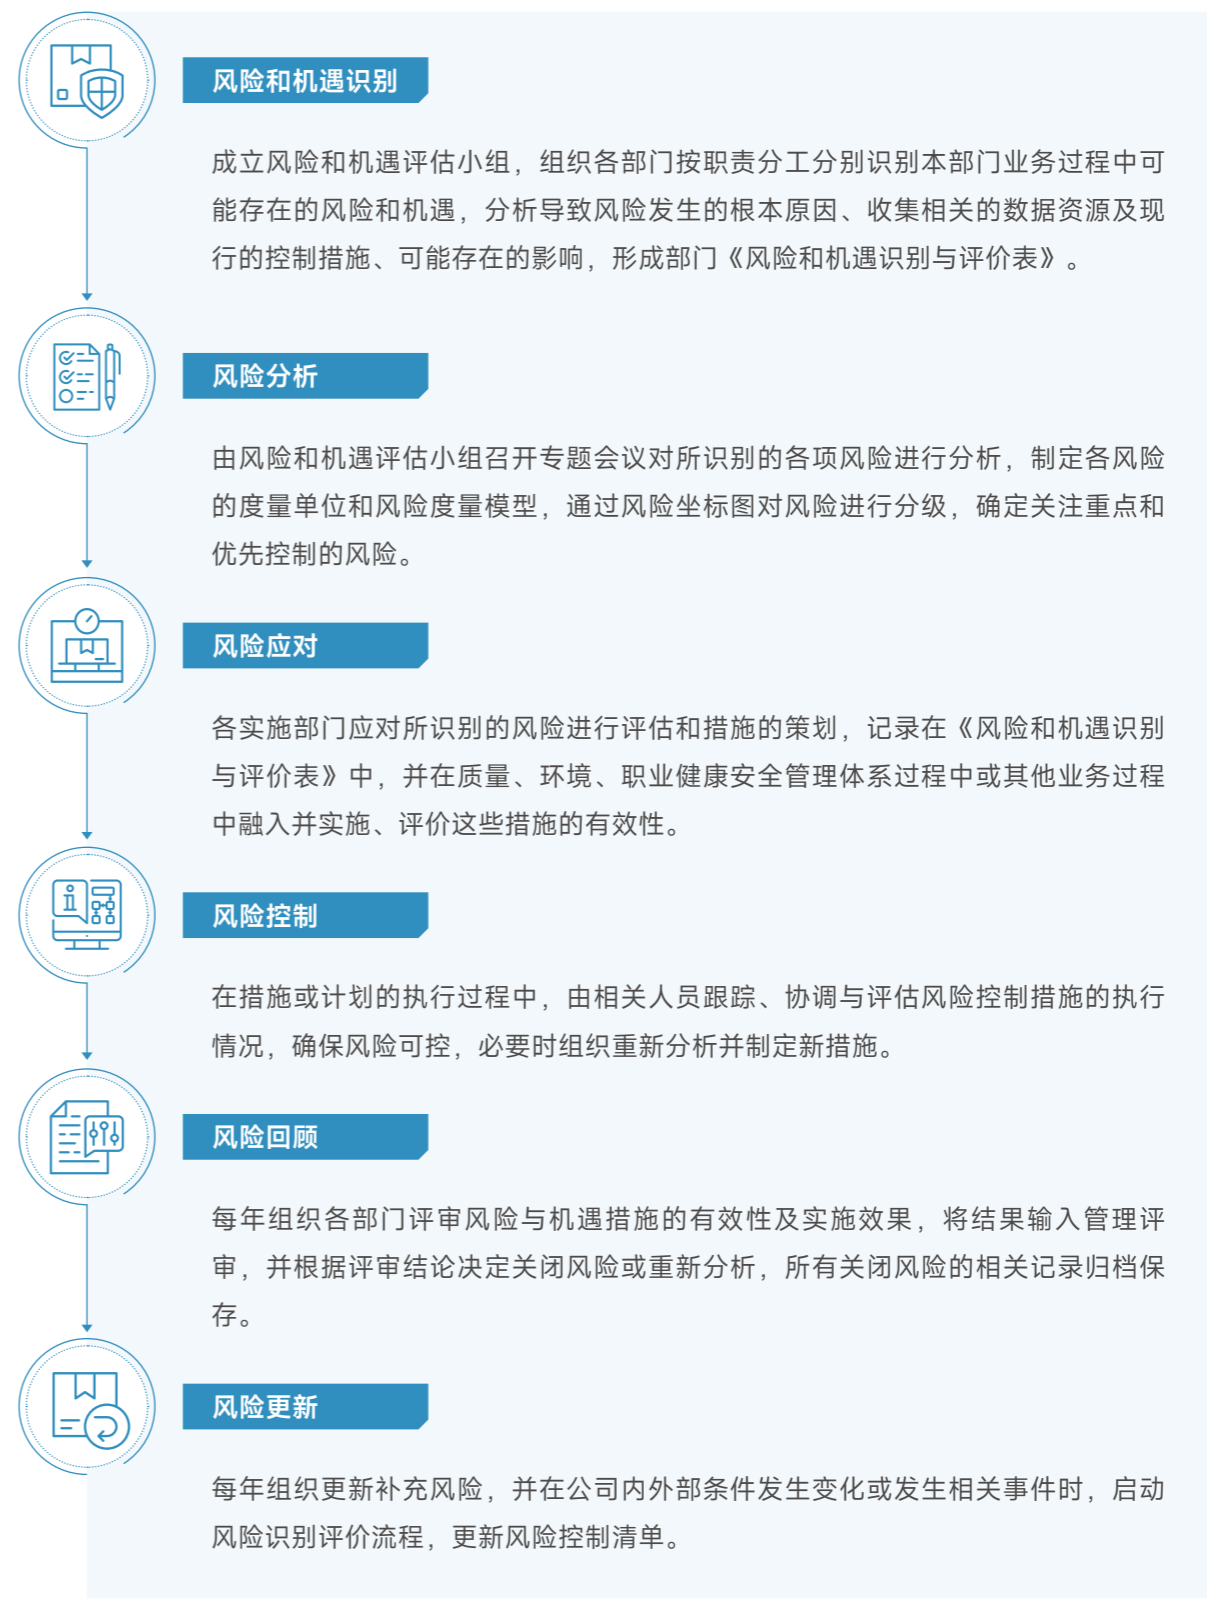 风险和机遇识别
成立风险和机遇评估小组，组织各部门按职责分工分别识别本部门业务过程中可
能存在的风险和机遇，分析导致风险发生的根本原因、收集相关的数据资源及现
行的控制措施、可能存在的影响，形成部门《风险和机遇识别与评价表》。
风险分析
由风险和机遇评估小组召开专题会议对所识别的各项风险进行分析，制定各风险
的度量单位和风险度量模型，通过风险坐标图对风险进行分级，确定关注重点和
优先控制的风险。
风险应对
各实施部门应对所识别的风险进行评估和措施的策划，记录在《风险和机遇识别
与评价表》中，并在质量、环境、职业健康安全管理体系过程中或其他业务过程
中融入并实施、评价这些措施的有效性。
风险控制
在措施或计划的执行过程中，由相关人员跟踪、协调与评估风险控制措施的执行
情况，确保风险可控，必要时组织重新分析并制定新措施。
风险回顾
每年组织各部门评审风险与机遇措施的有效性及实施效果，将结果输入管理评
审，并根据评审结论决定关闭风险或重新分析，所有关闭风险的相关记录归档保
存。
风险更新
每年组织更新补充风险，并在公司内外部条件发生变化或发生相关事件时，启动
风险识别评价流程，更新风险控制清单。